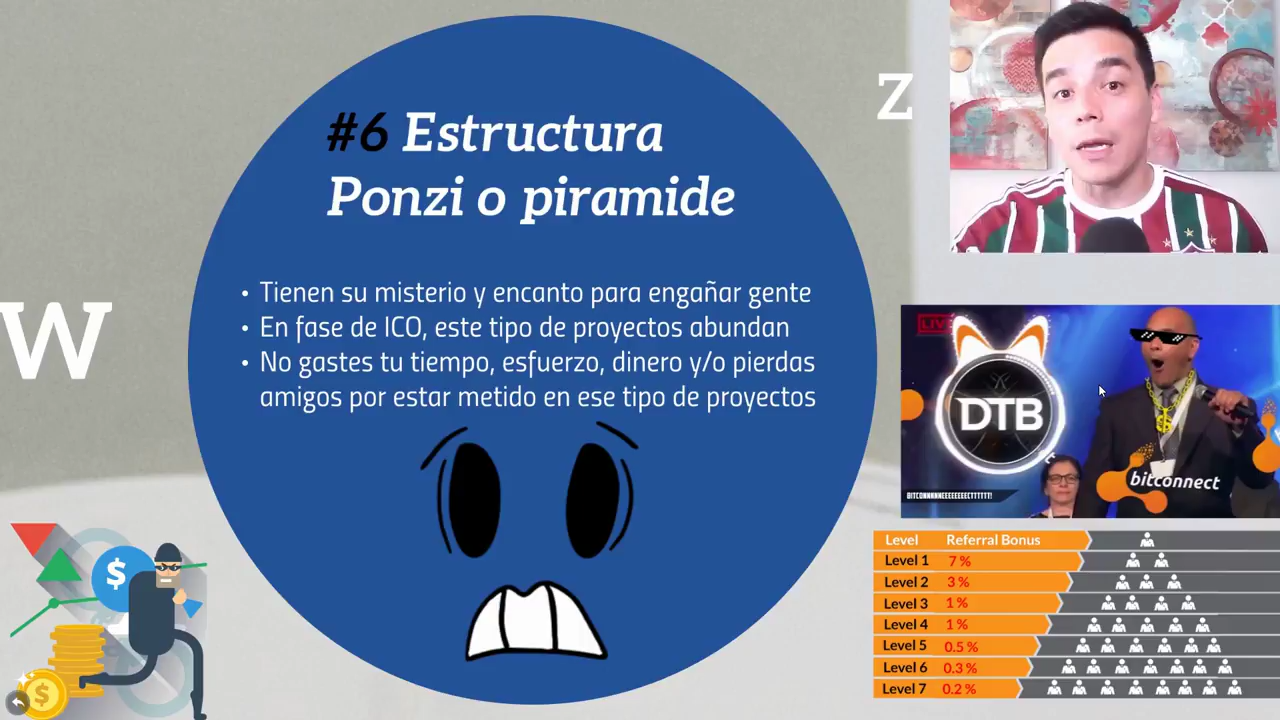 #6 Estructura
Ponzi o piramide
• Tienen su misterio y encanto para engañar gente
• En fase de ICO, este tipo de proyectos abundan
• No gastes tu tiempo, esfuerzo, dinero y/o pierdas
amigos por estar metido en ese tipo de proyectos
W
Z
$
$
LIVE
DTB
bitconnect
BITCONNNNEEEEEEECTTTTTT!
Level Referral Bonus
Level 1 7 %
Level 2 3 %
Level 3 1 %
Level 4 1 %
Level 5 0.5 %
Level 6 0.3 %
Level 7 0.2 %